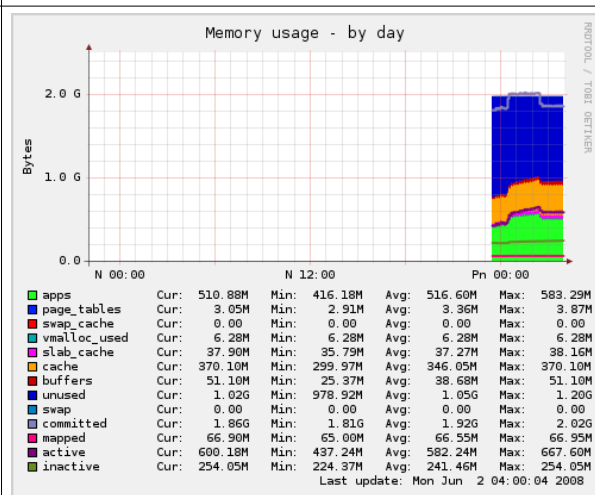 Memory usage - by day
RRDTOOL / TOBI OETIKER
Bytes
2.0 G
1.0 G
0.0
N 00:00 N 12:00 Pn 00:00
apps Cur: 510.88M Min: 416.18M Avg: 516.60M Max: 583.29M
page_tables Cur: 3.05M Min: 2.91M Avg: 3.36M Max: 3.87M
swap_cache Cur: 0.00 Min: 0.00 Avg: 0.00 Max: 0.00
vmalloc_used Cur: 6.28M Min: 6.28M Avg: 6.28M Max: 6.28M
slab_cache Cur: 37.90M Min: 35.79M Avg: 37.27M Max: 38.16M
cache Cur: 370.10M Min: 299.97M Avg: 346.05M Max: 370.10M
buffers Cur: 51.10M Min: 25.37M Avg: 38.68M Max: 51.10M
unused Cur: 1.02G Min: 978.92M Avg: 1.05G Max: 1.20G
swap Cur: 0.00 Min: 0.00 Avg: 0.00 Max: 0.00
committed Cur: 1.86G Min: 1.81G Avg: 1.92G Max: 2.02G
mapped Cur: 66.90M Min: 65.00M Avg: 66.55M Max: 66.95M
active Cur: 600.18M Min: 437.24M Avg: 582.24M Max: 667.60M
inactive Cur: 254.05M Min: 224.37M Avg: 241.46M Max: 254.05M
Last update: Mon Jun 2 04:00:04 2008